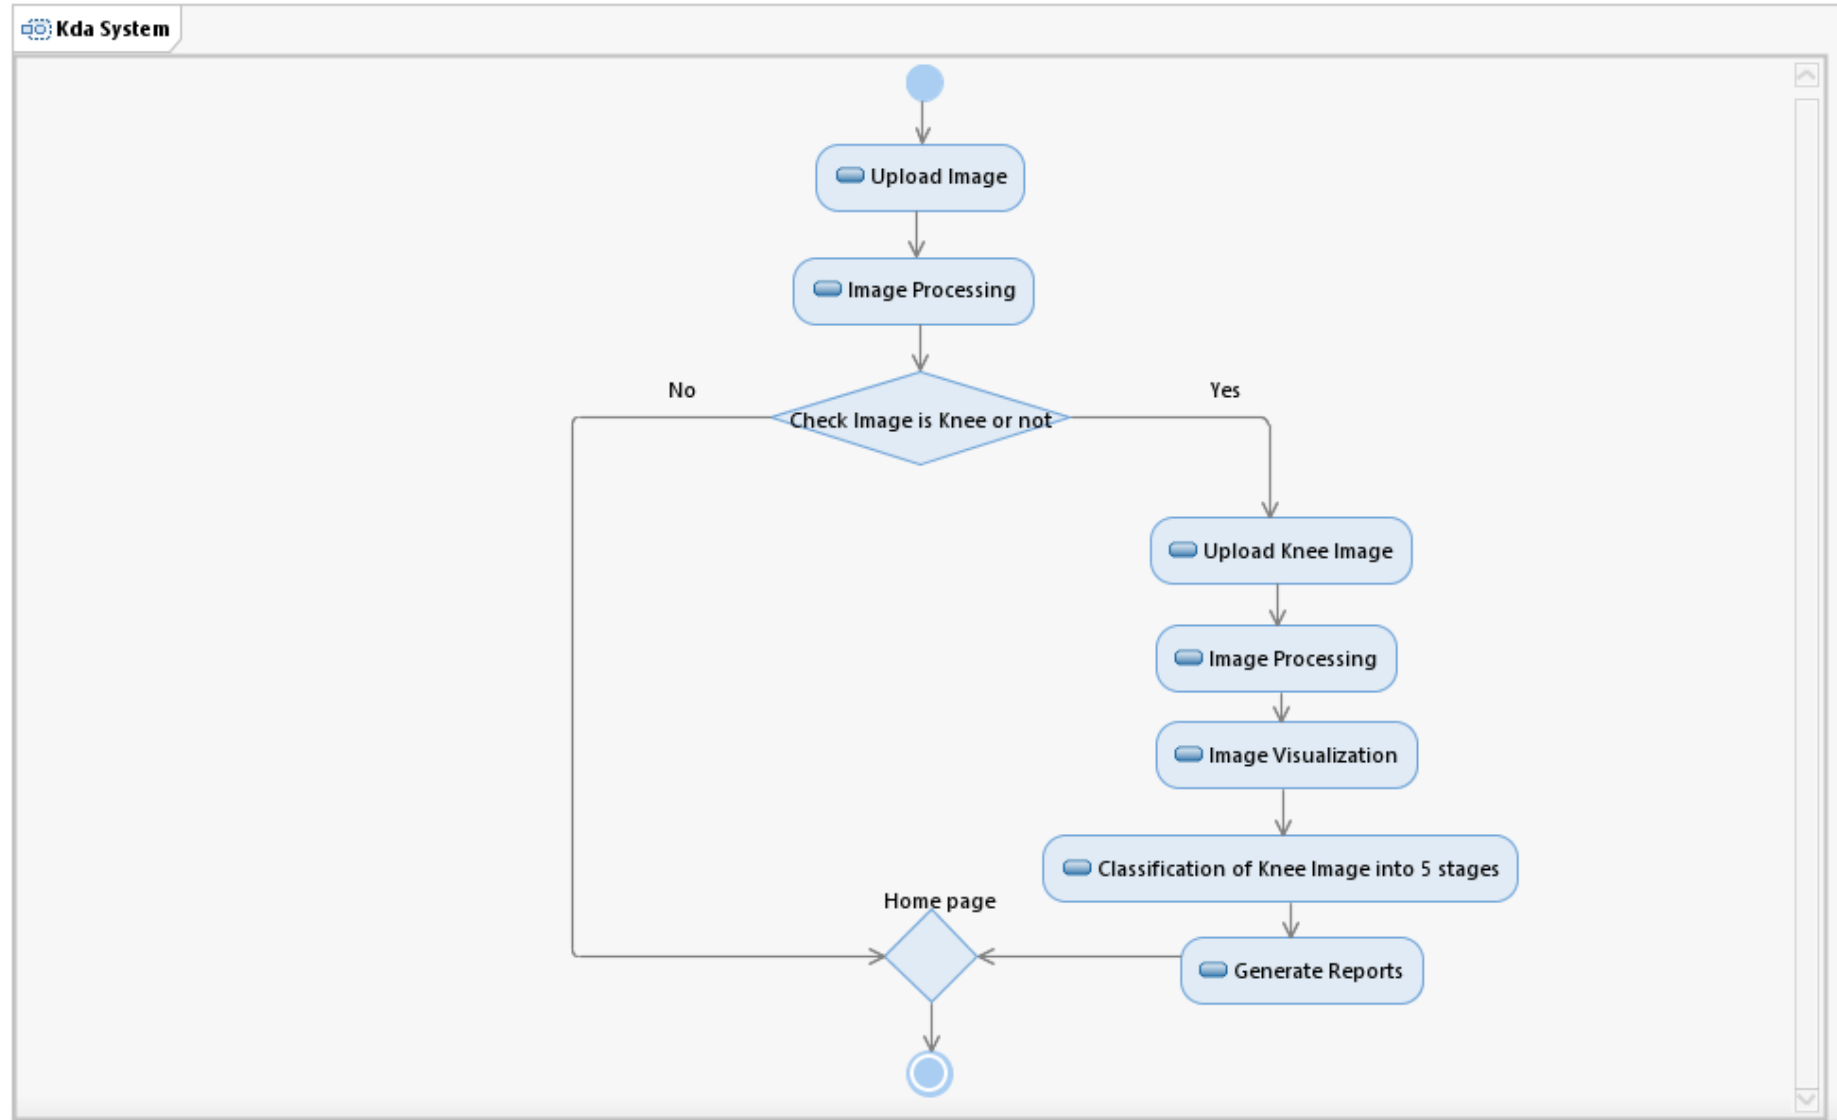 Kda System
Upload Image
Image Processing
No
Yes
Check Image is Knee or not
Upload Knee Image
Image Processing
Image Visualization
Classification of Knee Image into 5 stages
Home page
Generate Reports